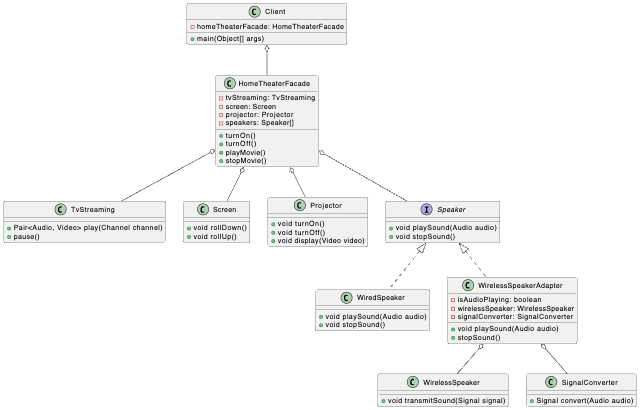 C Client
homeTheaterFacade: HomeTheaterFacade
main(Object[] args)
C HomeTheaterFacade
tvStreaming: TvStreaming
screen: Screen
projector: Projector
speakers: Speaker[]
turnOn()
turnOff()
playMovie()
stopMovie()
C TvStreaming
Pair<Audio, Video> play(Channel channel)
pause()
C Screen
void rollDown()
void rollUp()
C Projector
void turnOn()
void turnOff()
void display(Video video)
I Speaker
void playSound(Audio audio)
void stopSound()
C WiredSpeaker
void playSound(Audio audio)
void stopSound()
C WirelessSpeakerAdapter
isAudioPlaying: boolean
wirelessSpeaker: WirelessSpeaker
signalConverter: SignalConverter
void playSound(Audio audio)
stopSound()
C WirelessSpeaker
void transmitSound(Signal signal)
C SignalConverter
Signal convert(Audio audio)